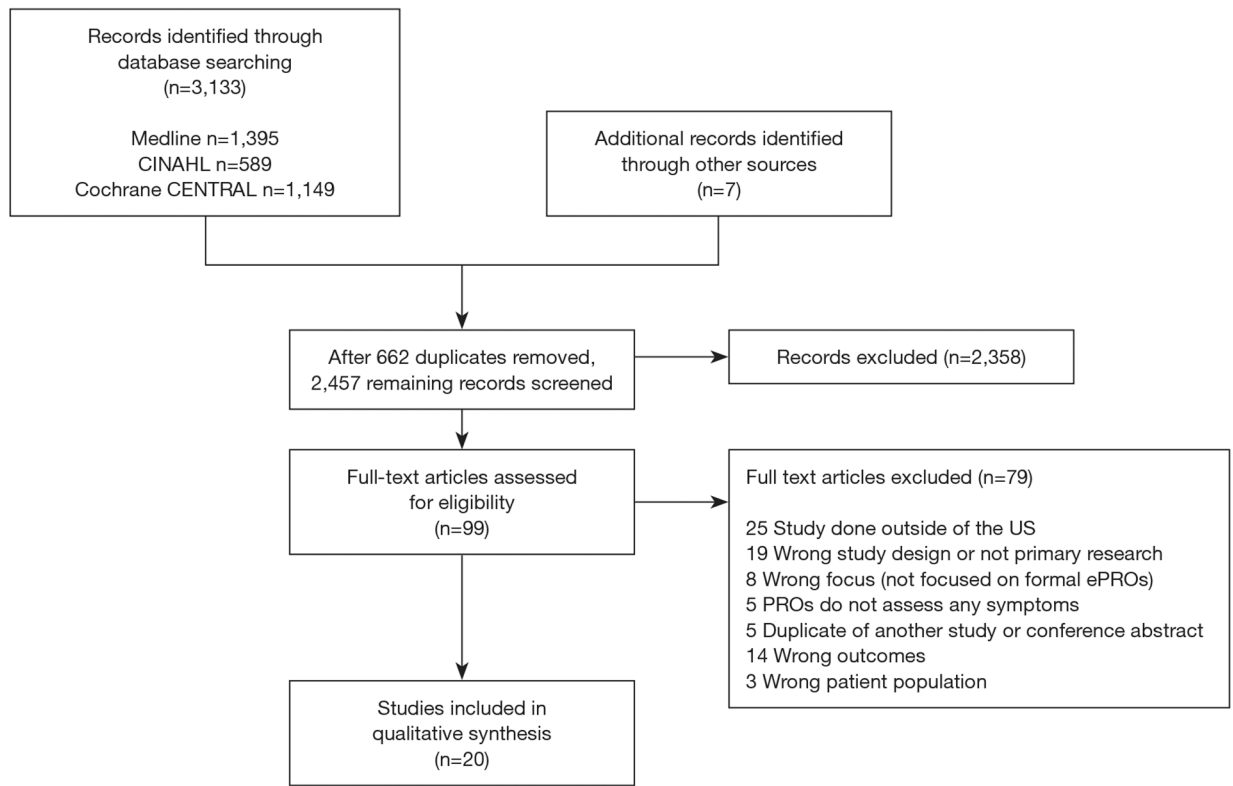 Records identified through
database searching
(n=3,133)
Medline n=1,395
CINAHL n=589
Cochrane CENTRAL n=1,149
Additional records identified
through other sources
(n=7)
After 662 duplicates removed,
2,457 remaining records screened
Records excluded (n=2,358)
Full-text articles assessed
for eligibility
(n=99)
Full text articles excluded (n=79)
25 Study done outside of the US
19 Wrong study design or not primary research
8 Wrong focus (not focused on formal ePROs)
5 PROs do not assess any symptoms
5 Duplicate of another study or conference abstract
14 Wrong outcomes
3 Wrong patient population
Studies included in
qualitative synthesis
(n=20)